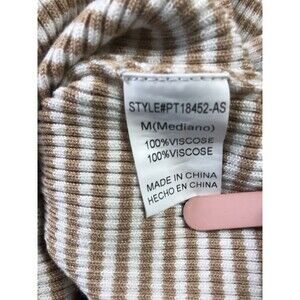 STYLE#PT18452-AS
M(Mediano)
100%VISCOSE
100%VISCOSE
MADE IN CHINA
HECHO EN CHINA